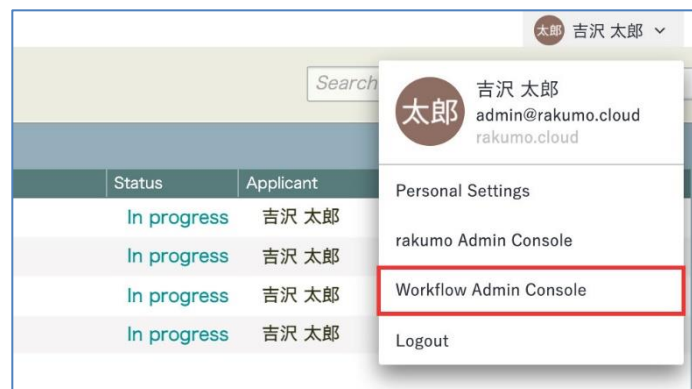 太郎 吉沢 太郎
Search
太郎
吉沢 太郎
admin@rakumo.cloud
rakumo.cloud
Status Applicant
In progress 吉沢 太郎
In progress 吉沢 太郎
In progress 吉沢 太郎
In progress 吉沢 太郎
Personal Settings
rakumo Admin Console
Workflow Admin Console
Logout